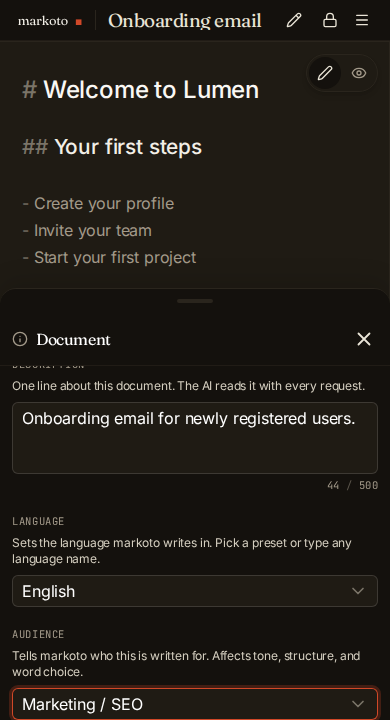 markoto
Onboarding email
# Welcome to Lumen
## Your first steps
- Create your profile
- Invite your team
- Start your first project
Document
DESCRIPTION
One line about this document. The AI reads it with every request.
Onboarding email for newly registered users.
44 / 500
LANGUAGE
Sets the language markoto writes in. Pick a preset or type any
language name.
English
AUDIENCE
Tells markoto who this is written for. Affects tone, structure, and
word choice.
Marketing / SEO